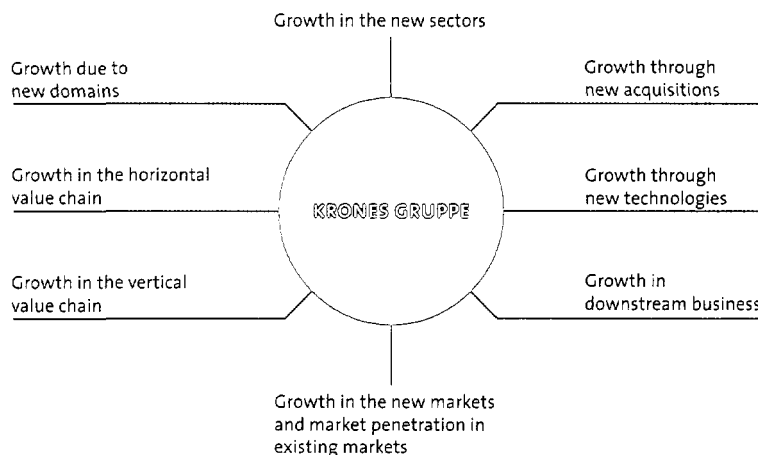 Growth in the new sectors
Growth due to
new domains
Growth through
new acquisitions
Growth in the horizontal
value chain
KRONES GRUPPE
Growth through
new technologies
Growth in the vertical
value chain
Growth in
downstream business
Growth in the new markets
and market penetration in
existing markets